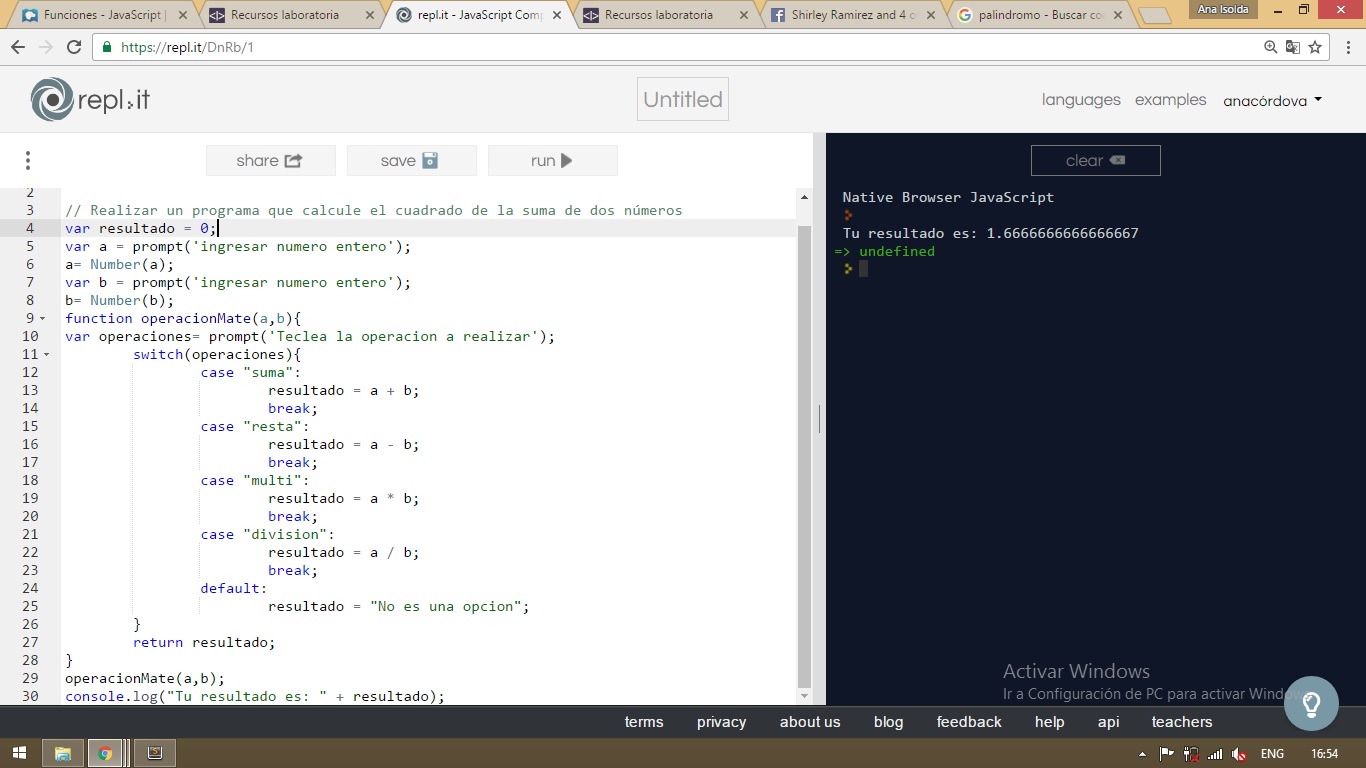 Funciones - JavaScript |
Recursos laboratoria
repl.it - JavaScript Comp
Recursos laboratoria
Shirley Ramirez and 4 o
palindromo - Buscar co
Ana Isolda
https://repl.it/DnRb/1
repl.it
Untitled
languages examples anacórdova
share save run
clear
2
3 // Realizar un programa que calcule el cuadrado de la suma de dos números
4 var resultado = 0;
5 var a = prompt('ingresar numero entero');
6 a= Number(a);
7 var b = prompt('ingresar numero entero');
8 b= Number(b);
9 function operacionMate(a,b){
10 var operaciones= prompt('Teclea la operacion a realizar');
11 switch(operaciones){
12 case "suma":
13 resultado = a + b;
14 break;
15 case "resta":
16 resultado = a - b;
17 break;
18 case "multi":
19 resultado = a * b;
20 break;
21 case "division":
22 resultado = a / b;
23 break;
24 default:
25 resultado = "No es una opcion";
26 }
27 return resultado;
28 }
29 operacionMate(a,b);
30 console.log("Tu resultado es: " + resultado);
Native Browser JavaScript
Tu resultado es: 1.6666666666666667
=> undefined
Activar Windows
Ir a Configuración de PC para activar Windows.
terms privacy about us blog feedback help api teachers
ENG 16:54